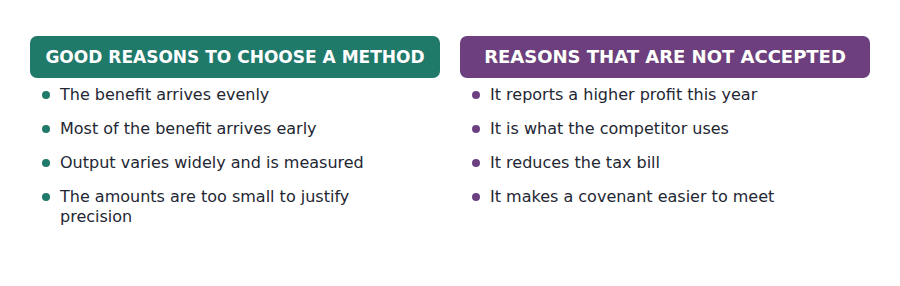 GOOD REASONS TO CHOOSE A METHOD
The benefit arrives evenly
Most of the benefit arrives early
Output varies widely and is measured
The amounts are too small to justify
precision
REASONS THAT ARE NOT ACCEPTED
It reports a higher profit this year
It is what the competitor uses
It reduces the tax bill
It makes a covenant easier to meet